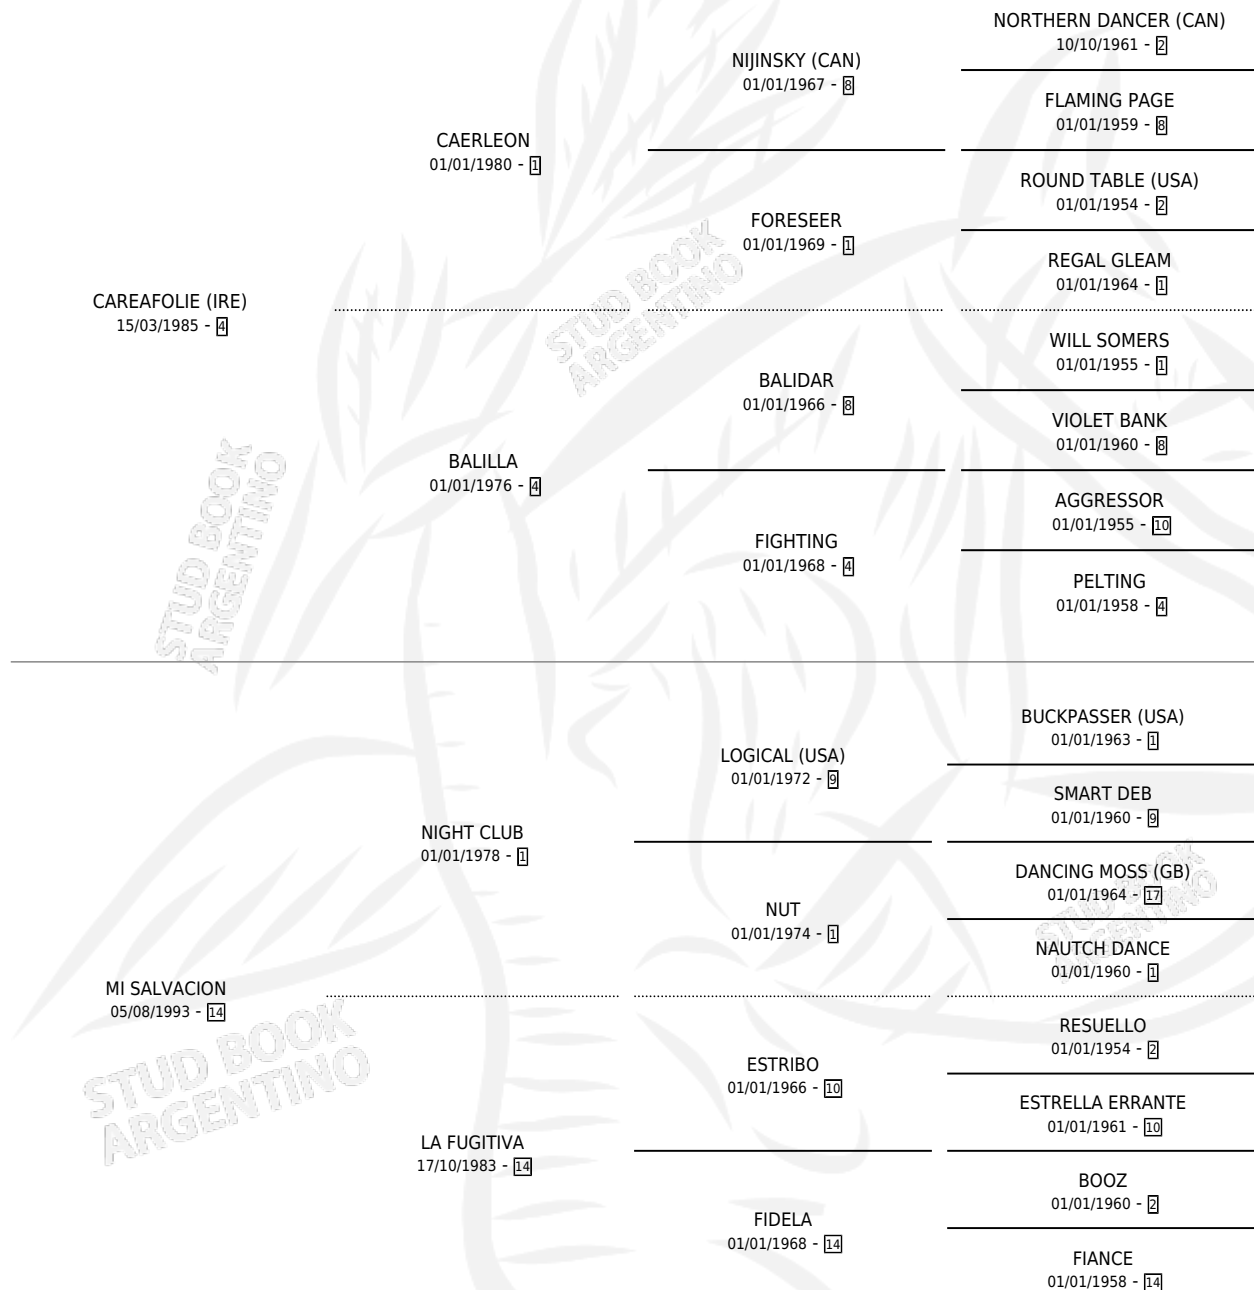 NORTHERN DANCER (CAN)
10/10/1961 - 2
NIJINSKY (CAN)
01/01/1967 - 8
FLAMING PAGE
01/01/1959 - 8
CAERLEON
01/01/1980 - 1
ROUND TABLE (USA)
01/01/1954 - 2
FORESEER
01/01/1969 - 1
REGAL GLEAM
01/01/1964 - 1
CAREAFOLIE (IRE)
15/03/1985 - 4
STUD BOOK
ARGENTINO
WILL SOMERS
01/01/1955 - 1
BALIDAR
01/01/1966 - 8
VIOLET BANK
01/01/1960 - 8
BALILLA
01/01/1976 - 4
AGGRESSOR
01/01/1955 - 10
FIGHTING
01/01/1968 - 4
PELTING
01/01/1958 - 4
STUD BOOK
ARGENTINO
BUCKPASSER (USA)
01/01/1963 - 1
LOGICAL (USA)
01/01/1972 - 9
SMART DEB
01/01/1960 - 9
NIGHT CLUB
01/01/1978 - 1
DANCING MOSS (GB)
01/01/1964 - 17
NUT
01/01/1974 - 1
NAUTCH DANCE
01/01/1960 - 1
STUD BOOK
ARGENTINO
MI SALVACION
05/08/1993 - 14
RESUELLO
01/01/1954 - 2
ESTRIBO
01/01/1966 - 10
ESTRELLA ERRANTE
01/01/1961 - 10
STUD BOOK
ARGENTINO
LA FUGITIVA
17/10/1983 - 14
BOOZ
01/01/1960 - 2
FIDELA
01/01/1968 - 14
FIANCE
01/01/1958 - 14